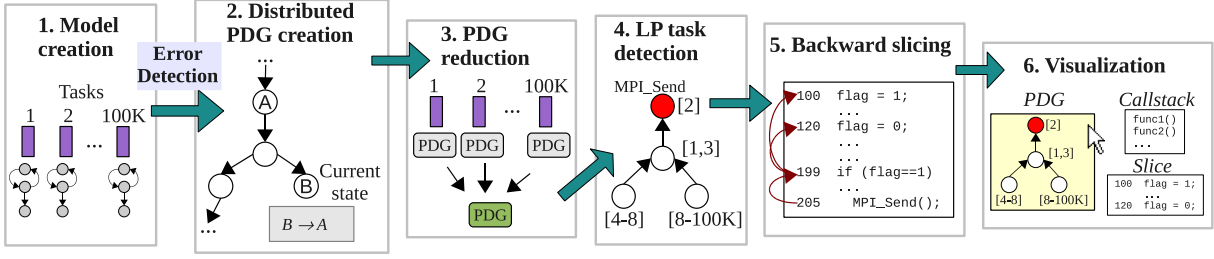 1. Model
creation
Tasks
1 2 ... 100K
Error
Detection
2. Distributed
PDG creation
...
A
B
Current
state
...
B → A
3. PDG
reduction
1 2 ... 100K
PDG PDG PDG
PDG
4. LP task
detection
MPI_Send
[2]
[1,3]
[4-8] [8-100K]
5. Backward slicing
100 flag = 1;
...
120 flag = 0;
...
...
199 if (flag==1)
...
205 MPI_Send();
6. Visualization
PDG
[2]
[1,3]
[4-8] [8-100K]
Callstack
func1()
func2()
...
Slice
100 flag = 1;
...
120 flag = 0;